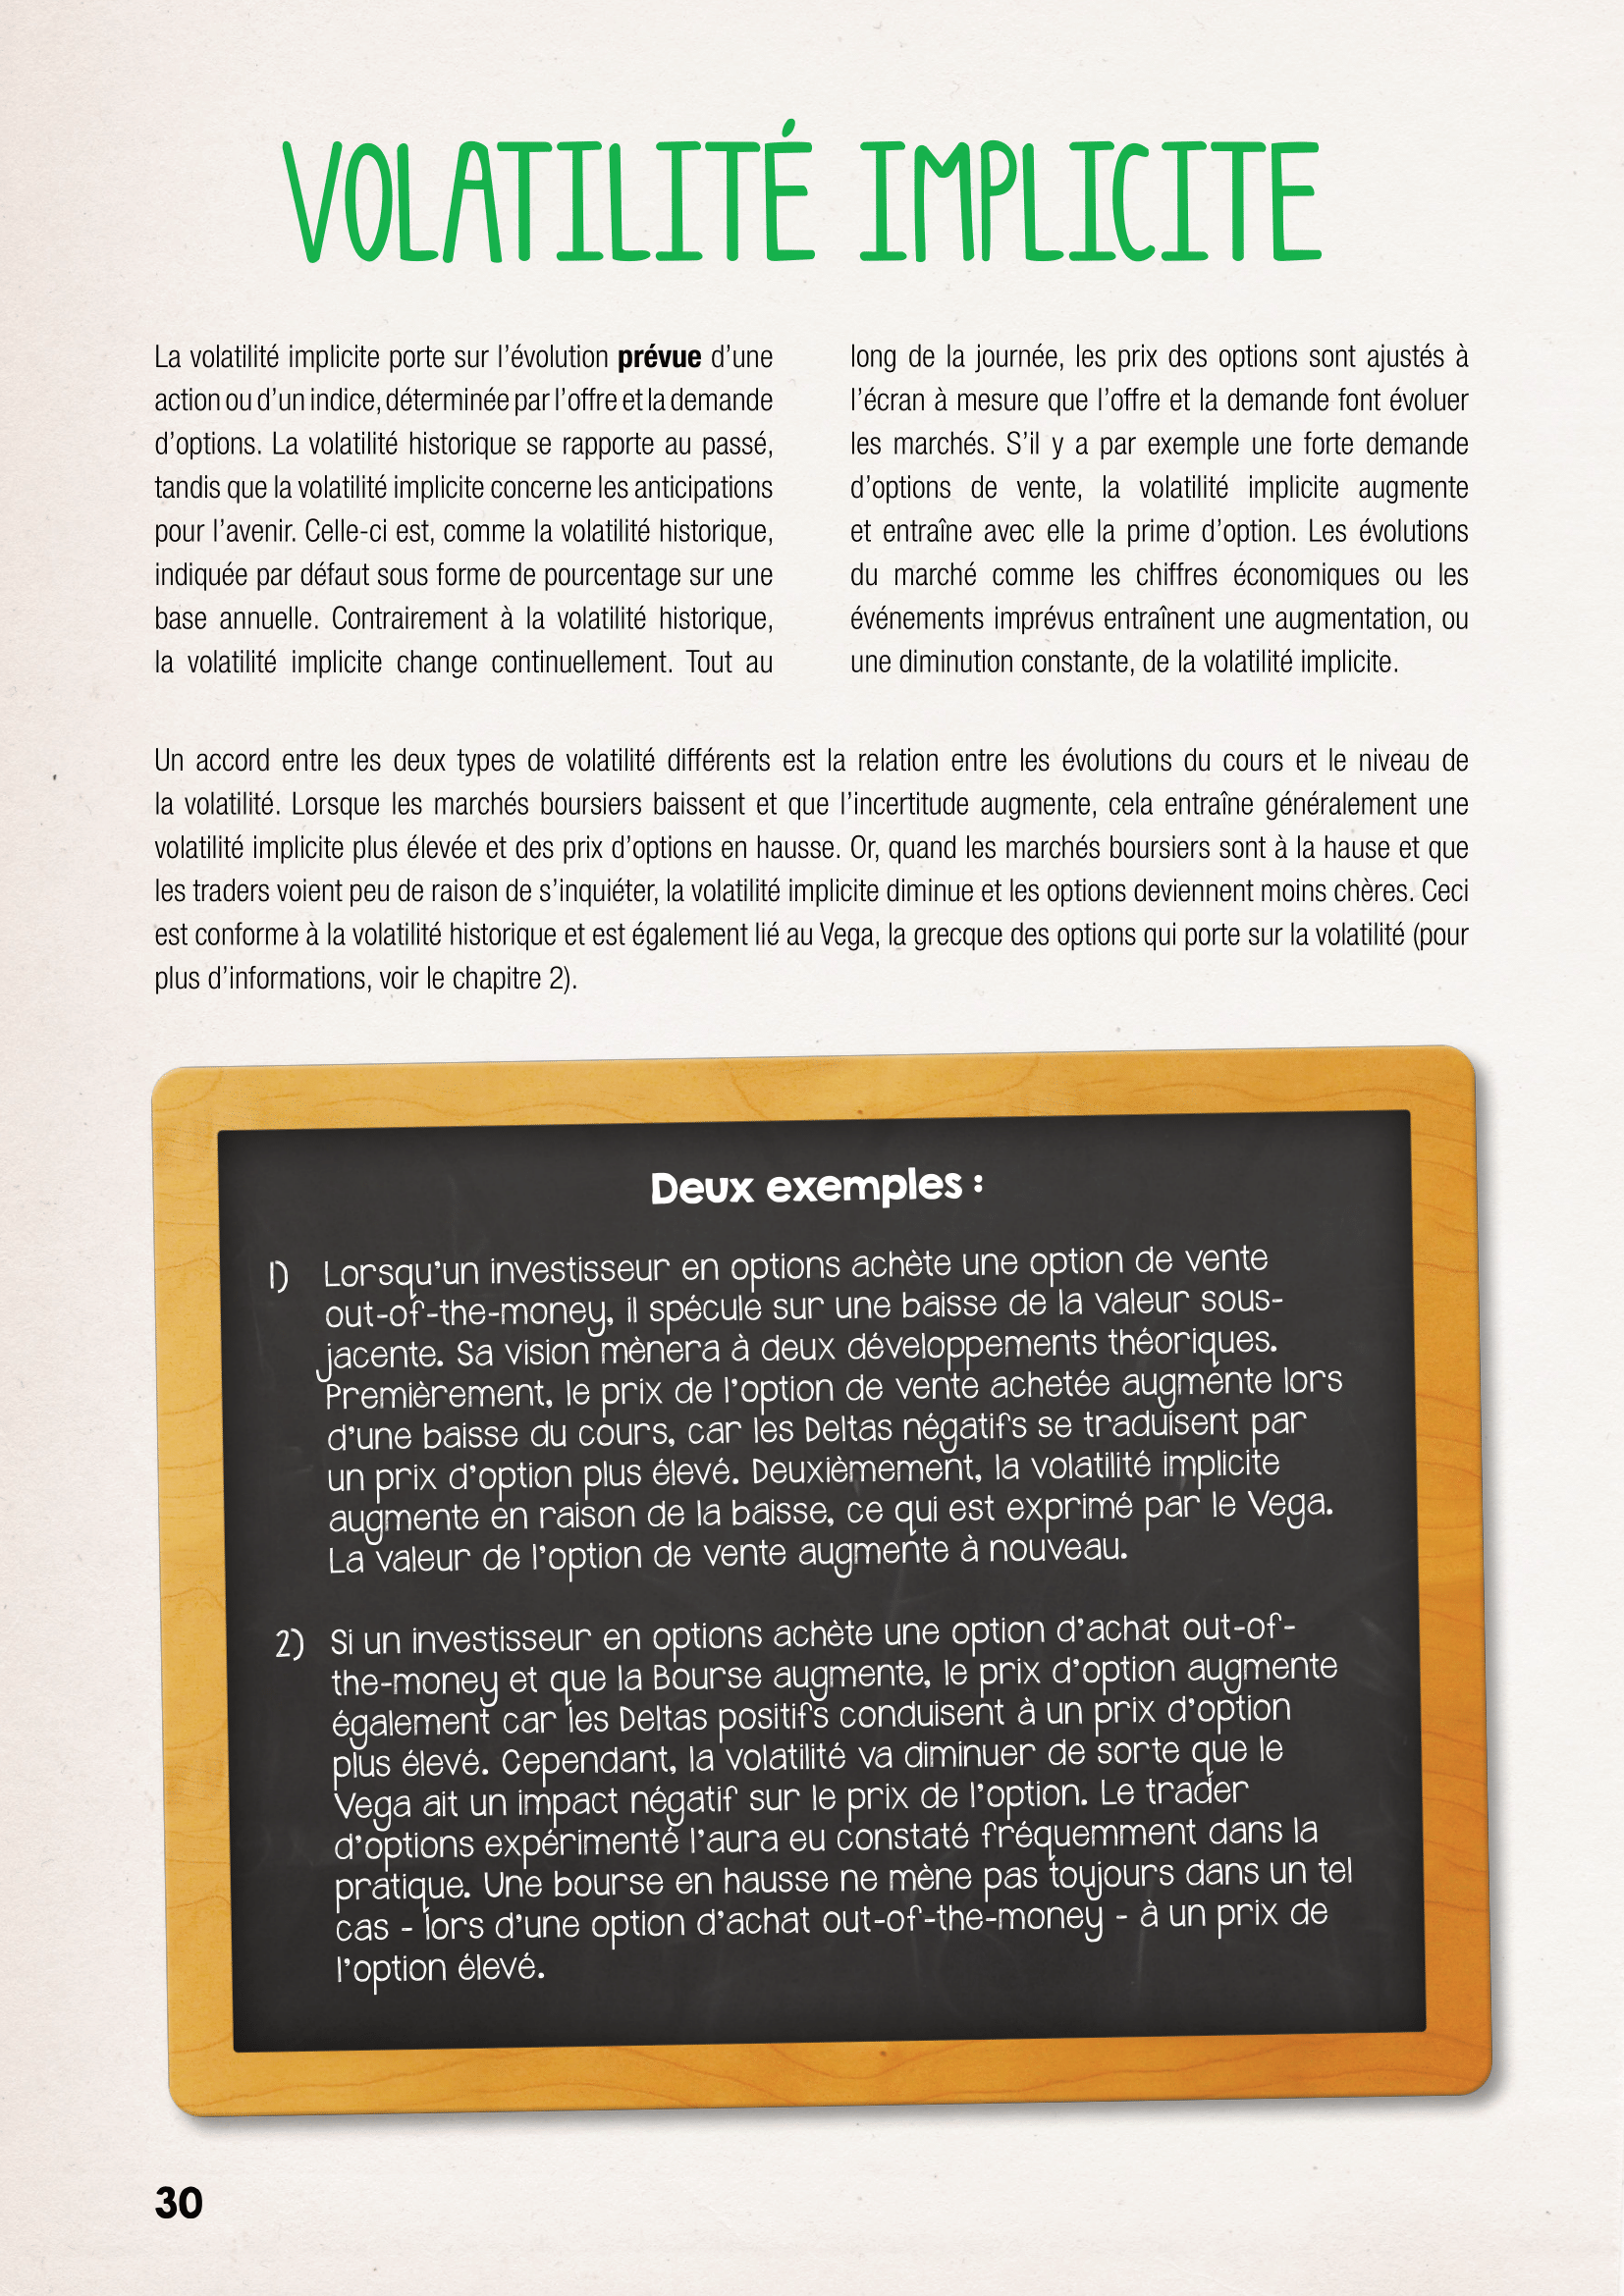 VOLATILITÉ IMPLICITE
La volatilité implicite porte sur l’évolution prévue d’une
action ou d’un indice, déterminée par l’offre et la demande
d’options. La volatilité historique se rapporte au passé,
tandis que la volatilité implicite concerne les anticipations
pour l’avenir. Celle-ci est, comme la volatilité historique,
indiquée par défaut sous forme de pourcentage sur une
base annuelle. Contrairement à la volatilité historique,
la volatilité implicite change continuellement. Tout au
long de la journée, les prix des options sont ajustés à
l’écran à mesure que l’offre et la demande font évoluer
les marchés. S’il y a par exemple une forte demande
d’options de vente, la volatilité implicite augmente
et entraîne avec elle la prime d’option. Les évolutions
du marché comme les chiffres économiques ou les
événements imprévus entraînent une augmentation, ou
une diminution constante, de la volatilité implicite.
Un accord entre les deux types de volatilité différents est la relation entre les évolutions du cours et le niveau de
la volatilité. Lorsque les marchés boursiers baissent et que l’incertitude augmente, cela entraîne généralement une
volatilité implicite plus élevée et des prix d’options en hausse. Or, quand les marchés boursiers sont à la hause et que
les traders voient peu de raison de s’inquiéter, la volatilité implicite diminue et les options deviennent moins chères. Ceci
est conforme à la volatilité historique et est également lié au Vega, la grecque des options qui porte sur la volatilité (pour
plus d’informations, voir le chapitre 2).
Deux exemples :
1) Lorsqu’un investisseur en options achète une option de vente
out-of-the-money, il spécule sur une baisse de la valeur sous-
jacente. Sa vision mènera à deux développements théoriques.
Premièrement, le prix de l’option de vente achetée augmente lors
d’une baisse du cours, car les Deltas négatifs se traduisent par
un prix d’option plus élevé. Deuxièmement, la volatilité implicite
augmente en raison de la baisse, ce qui est exprimé par le Vega.
La valeur de l’option de vente augmente à nouveau.
2) Si un investisseur en options achète une option d’achat out-of-
the-money et que la Bourse augmente, le prix d’option augmente
également car les Deltas positifs conduisent à un prix d’option
plus élevé. Cependant, la volatilité va diminuer de sorte que le
Vega ait un impact négatif sur le prix de l’option. Le trader
d’options expérimenté l’aura eu constaté fréquemment dans la
pratique. Une bourse en hausse ne mène pas toujours dans un tel
cas - lors d’une option d’achat out-of-the-money - à un prix de
l’option élevé.
30